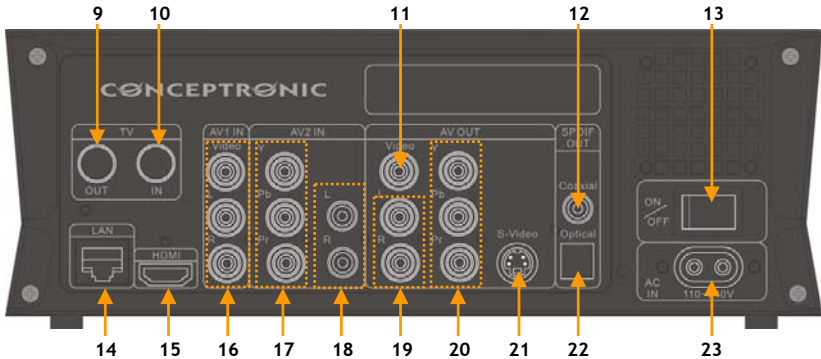 9 10 11 12 13
CONCEPTRONIC
TV AV1 IN AV2 IN AV OUT SPDIF
OUT
Video Y Video Y
OUT IN
Coaxial
L Pb L L Pb
ON
OFF
LAN
R Pr R R Pr S-Video Optical
HDMI
AC
IN
14 15 16 17 18 19 20 21 22 23